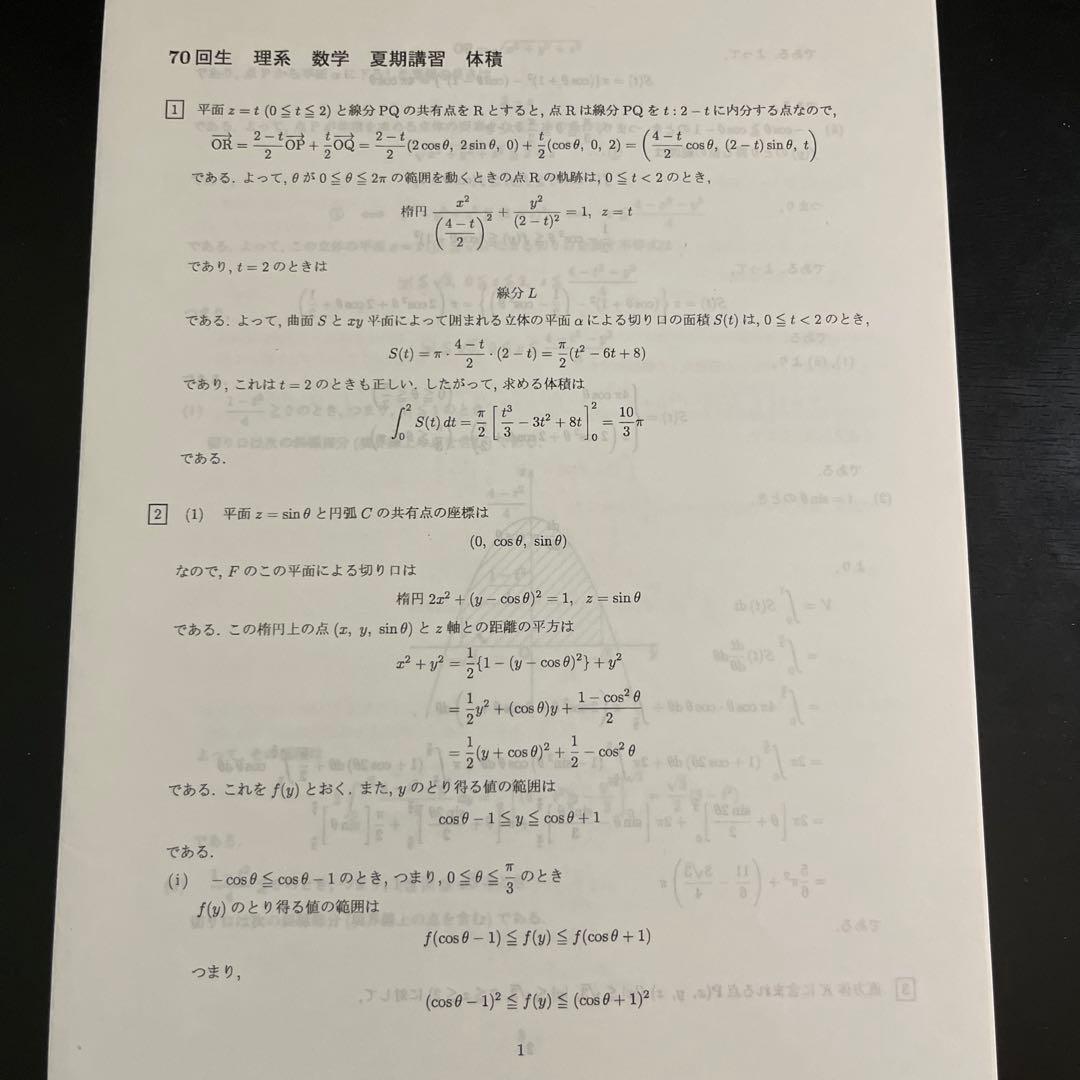 70回生 理系 数学 夏期講習 体積
1 平面 z = t (0 ≦ t ≦ 2) と線分 PQ の共有点を R とすると, 点 R は線分 PQ を t : 2 − t に内分する点なので,
$\overrightarrow{OR} = \frac{2-t}{2}\overrightarrow{OP} + \frac{t}{2}\overrightarrow{OQ} = \frac{2-t}{2}(2\cos\theta, 2\sin\theta, 0) + \frac{t}{2}(\cos\theta, 0, 2) = \left(\frac{4-t}{2}\cos\theta, (2-t)\sin\theta, t\right)$
である. よって, θ が 0 ≦ θ ≦ 2π の範囲を動くときの点 R の軌跡は, 0 ≦ t < 2 のとき,
楕円 $\frac{x^2}{\left(\frac{4-t}{2}\right)^2} + \frac{y^2}{(2-t)^2} = 1, z = t$
であり, t = 2 のときは
線分 L
である. よって, 曲面 S と xy 平面によって囲まれる立体の平面 α による切り口の面積 S(t) は, 0 ≦ t < 2 のとき,
$S(t) = \pi \cdot \frac{4-t}{2} \cdot (2-t) = \frac{\pi}{2}(t^2 - 6t + 8)$
であり, これは t = 2 のときも正しい. したがって, 求める体積は
$\int_0^2 S(t)\,dt = \frac{\pi}{2}\left[\frac{t^3}{3} - 3t^2 + 8t\right]_0^2 = \frac{10}{3}\pi$
である.
2 (1) 平面 z = sin θ と円弧 C の共有点の座標は
(0, cos θ, sin θ)
なので, F のこの平面による切り口は
楕円 $2x^2 + (y - \cos\theta)^2 = 1, z = \sin\theta$
である. この楕円上の点 (x, y, sin θ) と z 軸との距離の平方は
$x^2 + y^2 = \frac{1}{2}\{1 - (y - \cos\theta)^2\} + y^2$
$= \frac{1}{2}y^2 + (\cos\theta)y + \frac{1 - \cos^2\theta}{2}$
$= \frac{1}{2}(y + \cos\theta)^2 + \frac{1}{2} - \cos^2\theta$
である. これを f(y) とおく. また, y のとり得る値の範囲は
cos θ − 1 ≦ y ≦ cos θ + 1
である.
(i) − cos θ ≦ cos θ − 1 のとき, つまり, $0 ≦ \theta ≦ \frac{\pi}{3}$ のとき
f(y) のとり得る値の範囲は
f(cos θ − 1) ≦ f(y) ≦ f(cos θ + 1)
つまり,
$(\cos\theta - 1)^2 ≦ f(y) ≦ (\cos\theta + 1)^2$
1